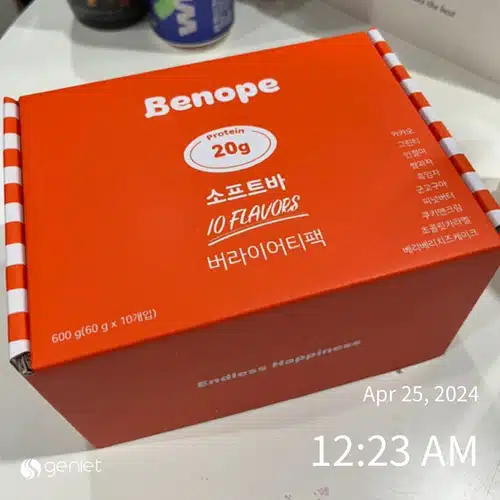 y the best
Benope
Protein
20g
소프트바
10 FLAVORS
버라이어티팩
카카오
그린티
인절미
쌀과자
흑임자
군고구마
피넛버터
쿠키앤크림
초콜릿카라멜
베리베리치즈케이크
600 g(60 g x 10개입)
Endless Happiness
Apr 25, 2024
12:23 AM
geniet